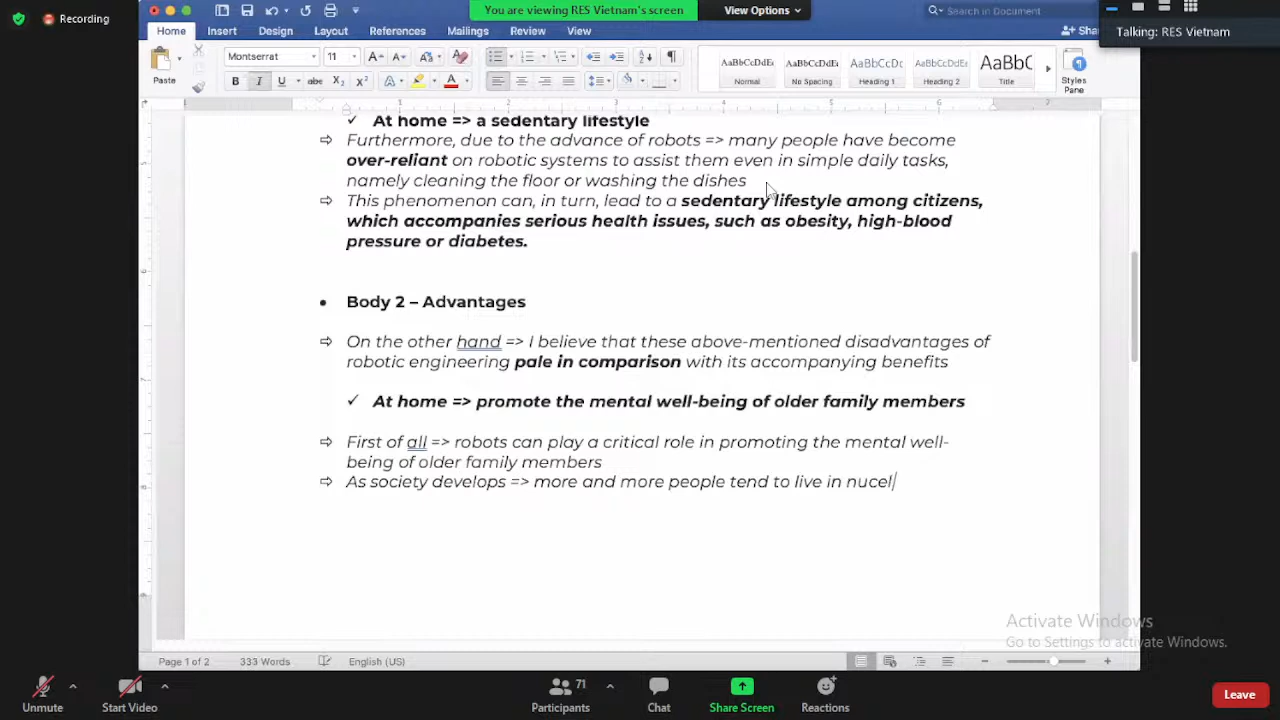 Recording
You are viewing RES Vietnam's screen
View Options
Search in Document
Talking: RES Vietnam
Home
Insert
Design
Layout
References
Mailings
Review
View
Sha
Paste
Montserrat
11
AaBbCcDdE
Normal
AaBbCcDdE
No Spacing
AaBbCcDc
Heading 1
AaBbCcDdE
Heading 2
AaBbC
Title
Styles
Pane
✓ At home => a sedentary lifestyle
⇨ Furthermore, due to the advance of robots => many people have become
over-reliant on robotic systems to assist them even in simple daily tasks,
namely cleaning the floor or washing the dishes
⇨ This phenomenon can, in turn, lead to a sedentary lifestyle among citizens,
which accompanies serious health issues, such as obesity, high-blood
pressure or diabetes.
• Body 2 – Advantages
⇨ On the other hand => I believe that these above-mentioned disadvantages of
robotic engineering pale in comparison with its accompanying benefits
✓ At home => promote the mental well-being of older family members
⇨ First of all => robots can play a critical role in promoting the mental well-
being of older family members
⇨ As society develops => more and more people tend to live in nucel
Activate Windows
Go to Settings to activate Windows.
Page 1 of 2
333 Words
English (US)
Unmute
Start Video
71
Participants
Chat
Share Screen
Reactions
Leave